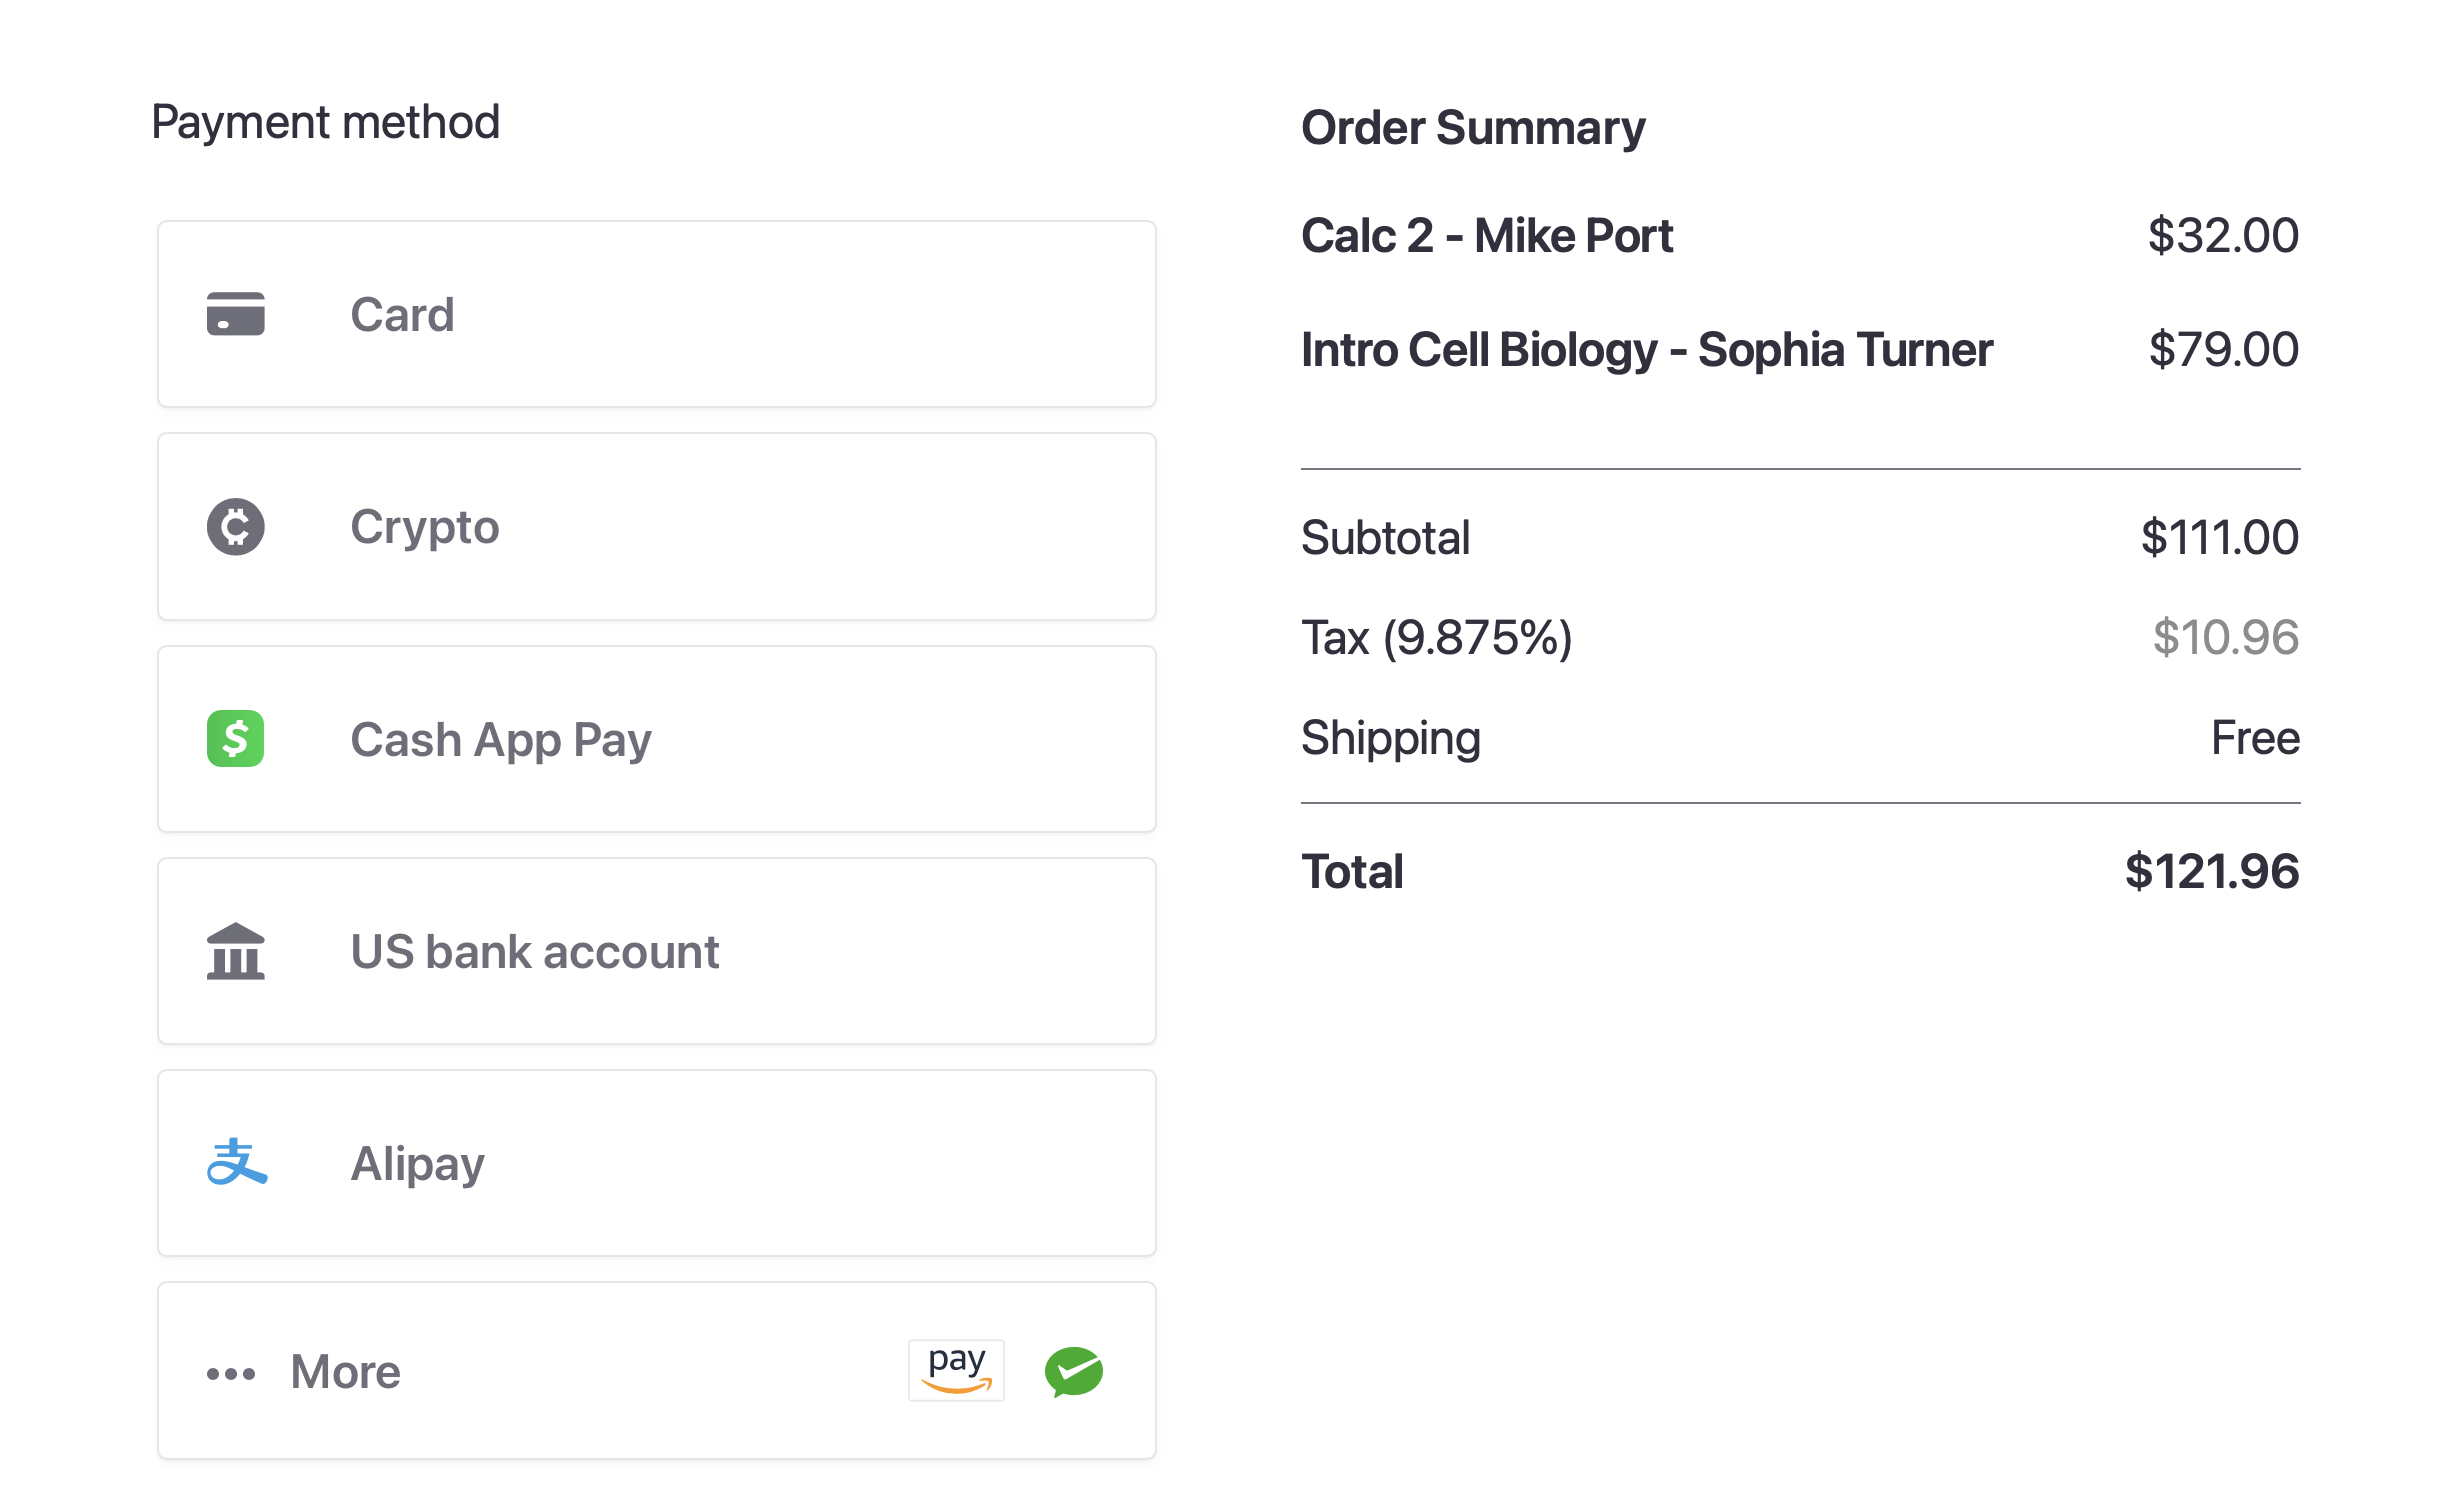 Payment method
Card
Crypto
Cash App Pay
US bank account
Alipay
More
pay
Order Summary
Calc 2 - Mike Port $32.00
Intro Cell Biology - Sophia Turner $79.00
Subtotal $111.00
Tax (9.875%) $10.96
Shipping Free
Total $121.96